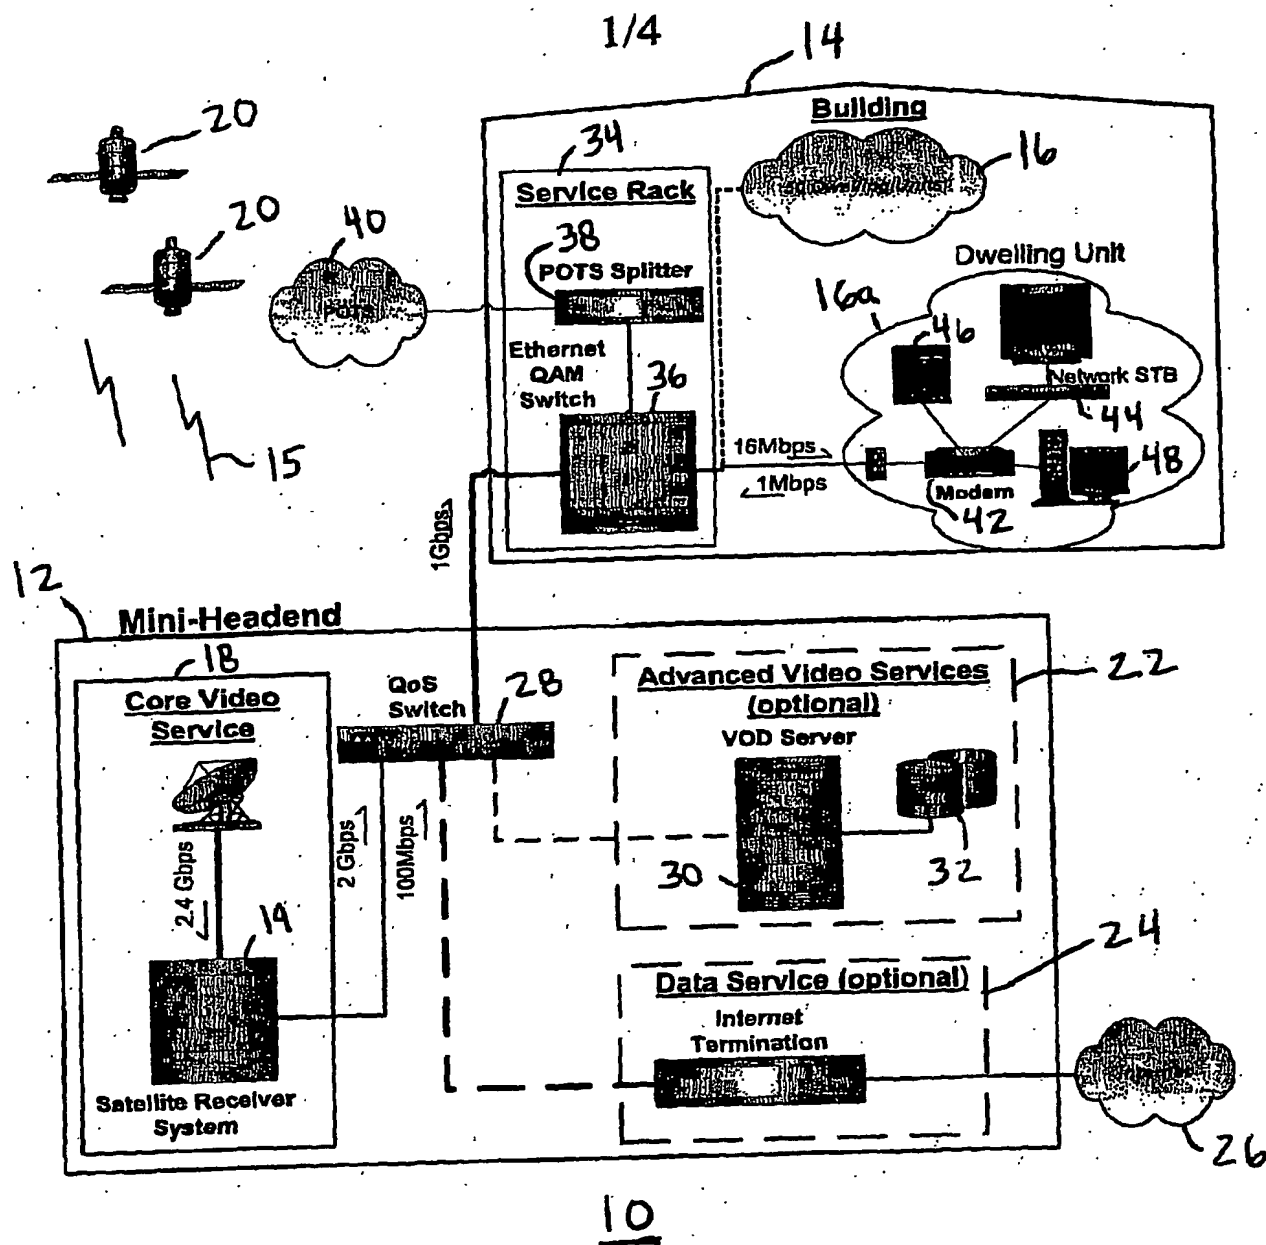 1/4
14
Building
20
34
16
Service Rack
Dwelling Units
20
40
38
POTS Splitter
Dwelling Unit
16a
POTS
46
Ethernet
QAM
Switch
36
Network STB
44
15
16Mbps
1Mbps
48
Modem
42
1Gbps
12
Mini-Headend
18
Core Video
Service
QoS
Switch
28
Advanced Video Services
(optional)
22
VOD Server
2.4 Gbps
2 Gbps
100Mbps
30
32
19
24
Data Service (optional)
Internet
Termination
Satellite Receiver
System
26
10